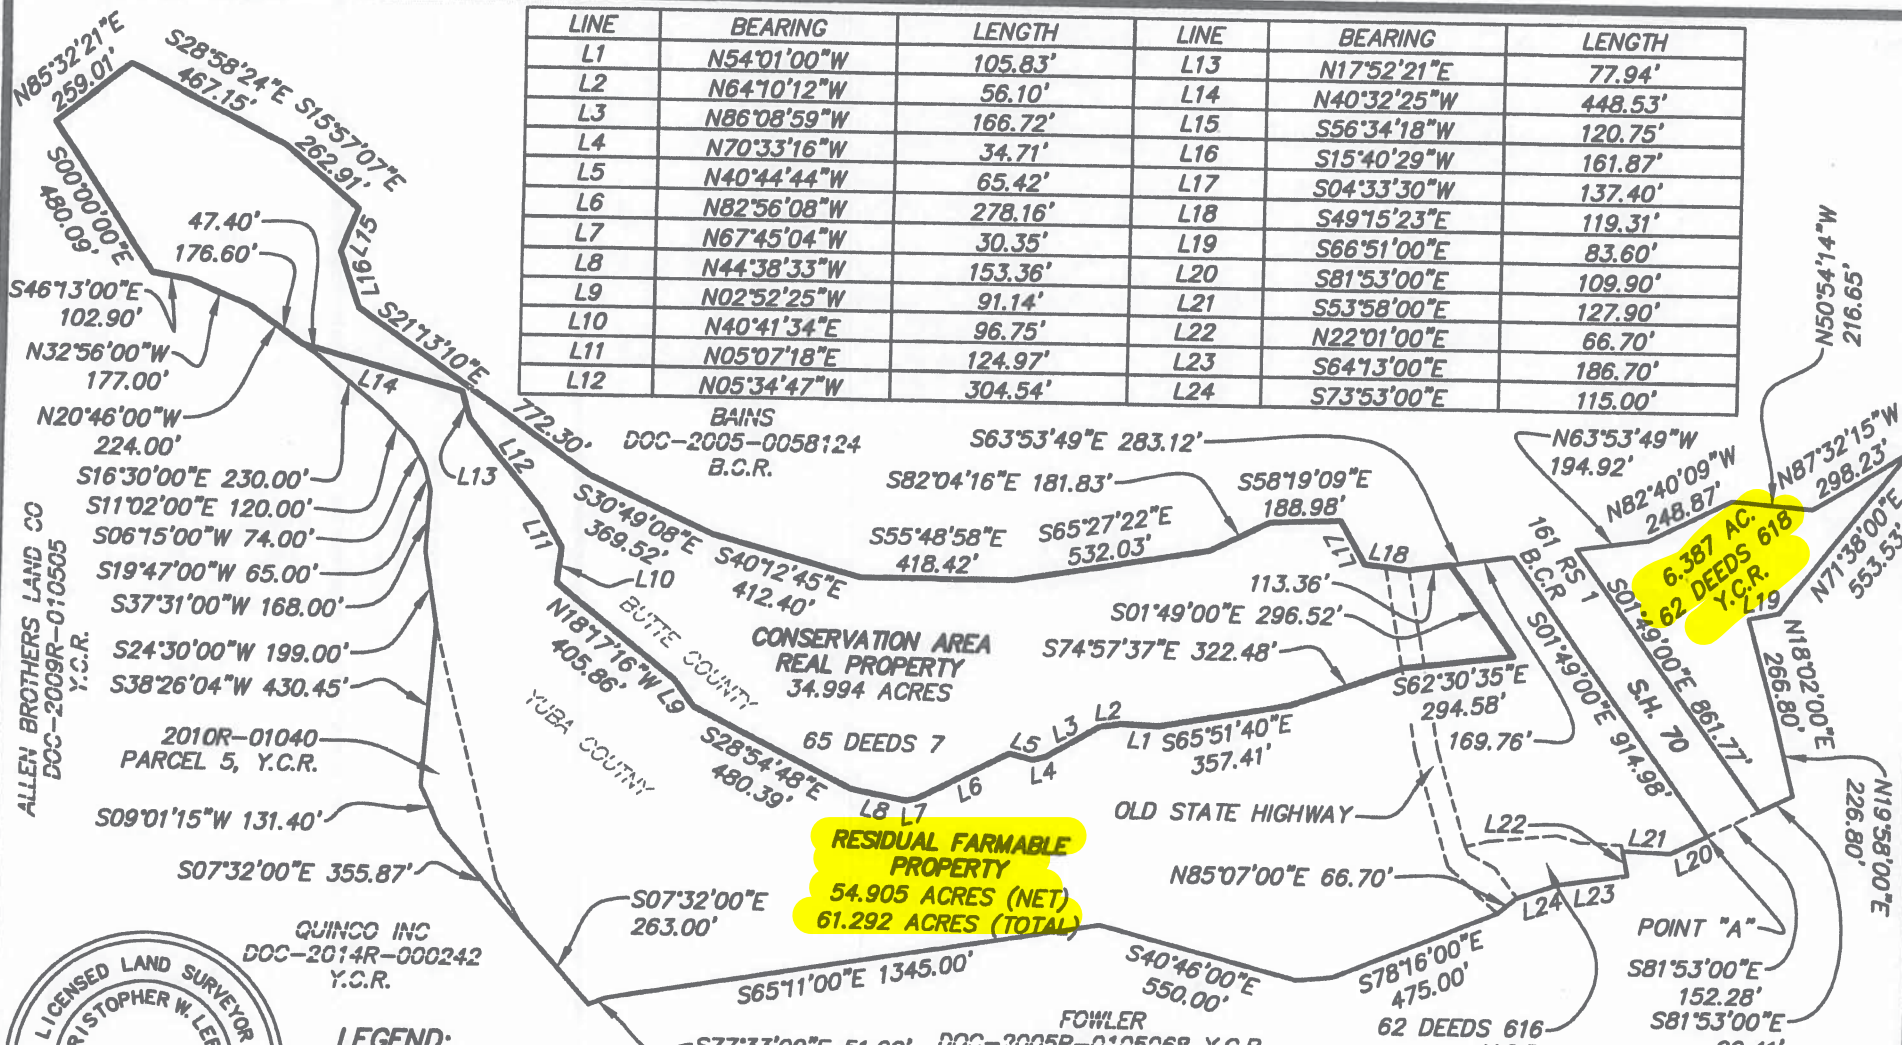 LINE BEARING LENGTH LINE BEARING LENGTH
L1 N54°01'00"W 105.83' L13 N17°52'21"E 77.94'
L2 N64°10'12"W 56.10' L14 N40°32'25"W 448.53'
L3 N86°08'59"W 166.72' L15 S56°34'18"W 120.75'
L4 N70°33'16"W 34.71' L16 S15°40'29"W 161.87'
L5 N40°44'44"W 65.42' L17 S04°33'30"W 137.40'
L6 N82°56'08"W 278.16' L18 S49°15'23"E 119.31'
L7 N67°45'04"W 30.35' L19 S66°51'00"E 83.60'
L8 N44°38'33"W 153.36' L20 S81°53'00"E 109.90'
L9 N02°52'25"W 91.14' L21 S53°58'00"E 127.90'
L10 N40°41'34"E 96.75' L22 N22°01'00"E 66.70'
L11 N05°07'18"E 124.97' L23 S64°13'00"E 186.70'
L12 N05°34'47"W 304.54' L24 S73°53'00"E 115.00'
N85°32'21"E
259.01'
S28°58'24"E
467.15'
S15°57'07"E
262.91'
S00°00'00"E
480.09'
47.40'
176.60'
L15
L16
S21°13'10"E
772.30'
S46°13'00"E
102.90'
N32°56'00"W
177.00'
N20°46'00"W
224.00'
L14
L13
L12
L11
L10
S16°30'00"E 230.00'
S11°02'00"E 120.00'
S06°15'00"W 74.00'
S19°47'00"W 65.00'
S37°31'00"W 168.00'
S24°30'00"W 199.00'
S38°26'04"W 430.45'
2010R-01040
PARCEL 5, Y.C.R.
S09°01'15"W 131.40'
S07°32'00"E 355.87'
ALLEN BROTHERS LAND CO
DOC-2009R-010505
Y.C.R.
BAINS
DOC-2005-0058124
B.C.R.
S63°53'49"E 283.12'
S82°04'16"E 181.83'
S58°19'09"E
188.98'
S30°49'08"E
369.52'
S40°12'45"E
412.40'
S55°48'58"E
418.42'
S65°27'22"E
532.03'
L17
L18
113.36'
S01°49'00"E 296.52'
S74°57'37"E 322.48'
N63°53'49"W
194.92'
N82°40'09"W
248.87'
N50°54'14"W
216.65'
N87°32'15"W
298.23'
6.387 AC.
62 DEEDS 618
Y.C.R.
L19
N71°38'00"E
553.53'
161 RS 1
B.C.R
S01°49'00"E 861.77'
S.H. 70
S01°49'00"E 914.98'
N18°02'00"E
266.80'
N19°58'00"E
226.80'
BUTTE COUNTY
YUBA COUTNY
CONSERVATION AREA
REAL PROPERTY
34.994 ACRES
N18°17'16"W
405.86'
L9
S28°54'48"E
480.39'
65 DEEDS 7
L8
L7
L6
L5
L4
L3
L2
L1
S65°51'40"E
357.41'
S62°30'35"E
294.58'
169.76'
OLD STATE HIGHWAY
L22
L21
L20
N85°07'00"E 66.70'
L24
L23
RESIDUAL FARMABLE
PROPERTY
54.905 ACRES (NET)
61.292 ACRES (TOTAL)
S07°32'00"E
263.00'
QUINCO INC
DOC-2014R-000242
Y.C.R.
S65°11'00"E 1345.00'
S40°46'00"E
550.00'
S78°16'00"E
475.00'
POINT "A"
S81°53'00"E
152.28'
S81°53'00"E
62 DEEDS 616
FOWLER
LICENSED LAND SURVEYOR
LEGEND: